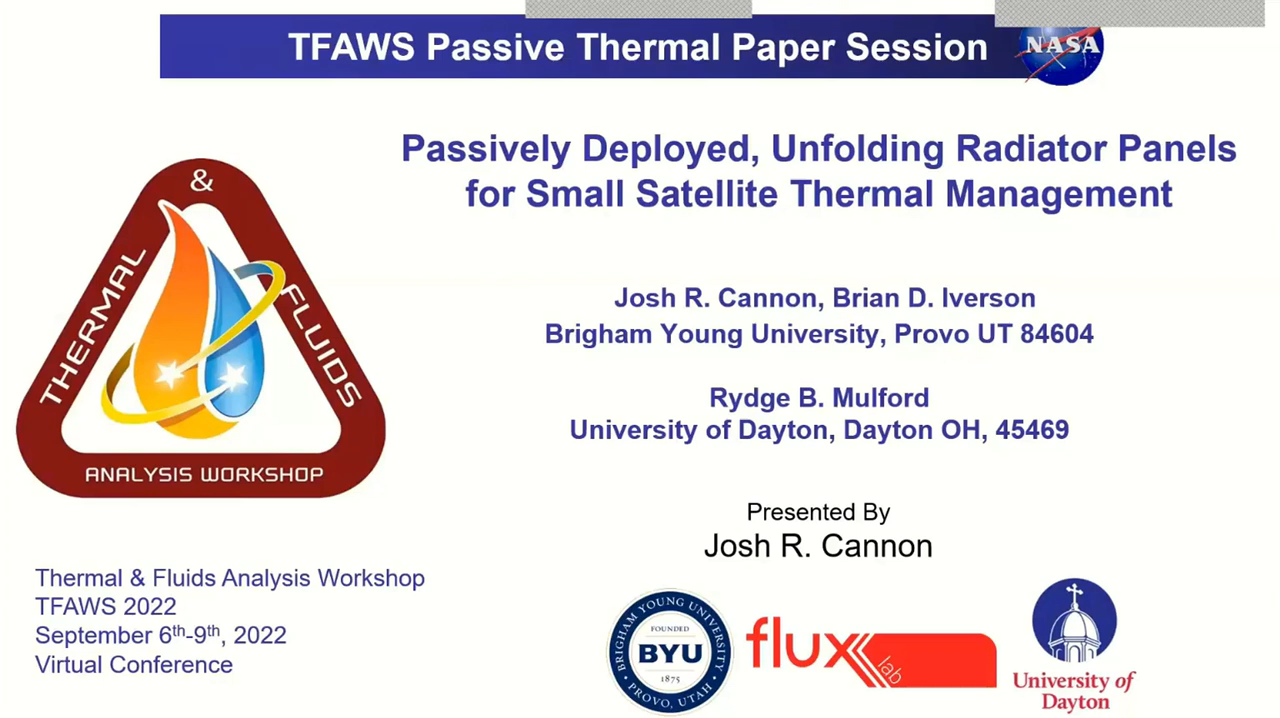 TFAWS Passive Thermal Paper Session
NASA
Passively Deployed, Unfolding Radiator Panels
for Small Satellite Thermal Management
&
THERMAL
FLUIDS
ANALYSIS WORKSHOP
Josh R. Cannon, Brian D. Iverson
Brigham Young University, Provo UT 84604
Rydge B. Mulford
University of Dayton, Dayton OH, 45469
Presented By
Josh R. Cannon
Thermal & Fluids Analysis Workshop
TFAWS 2022
September 6th-9th, 2022
Virtual Conference
BRIGHAM YOUNG UNIVERSITY
FOUNDED
BYU
1875
PROVO, UTAH
flux
lab
University of
Dayton